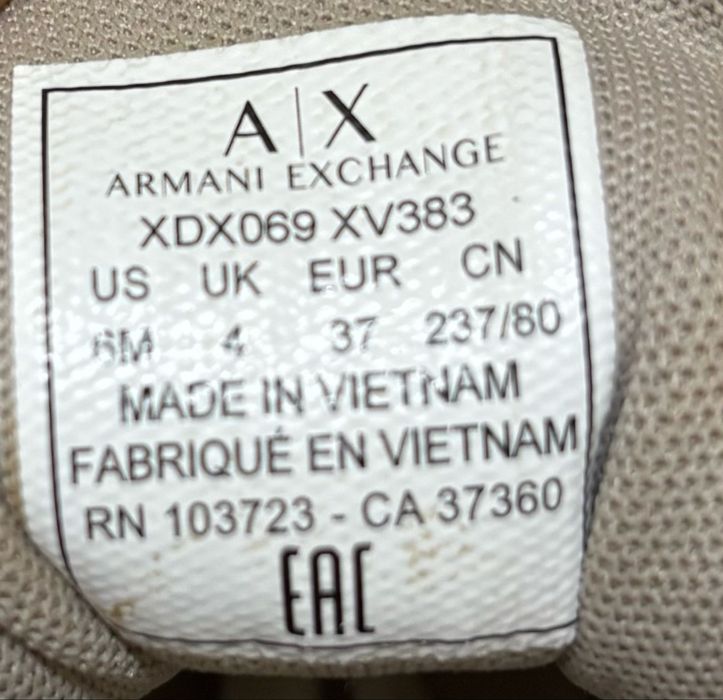 A|X
ARMANI EXCHANGE
XDX069 XV383
US UK EUR CN
6M 4 37 237/80
MADE IN VIETNAM
FABRIQUÉ EN VIETNAM
RN 103723 - CA 37360
EAC